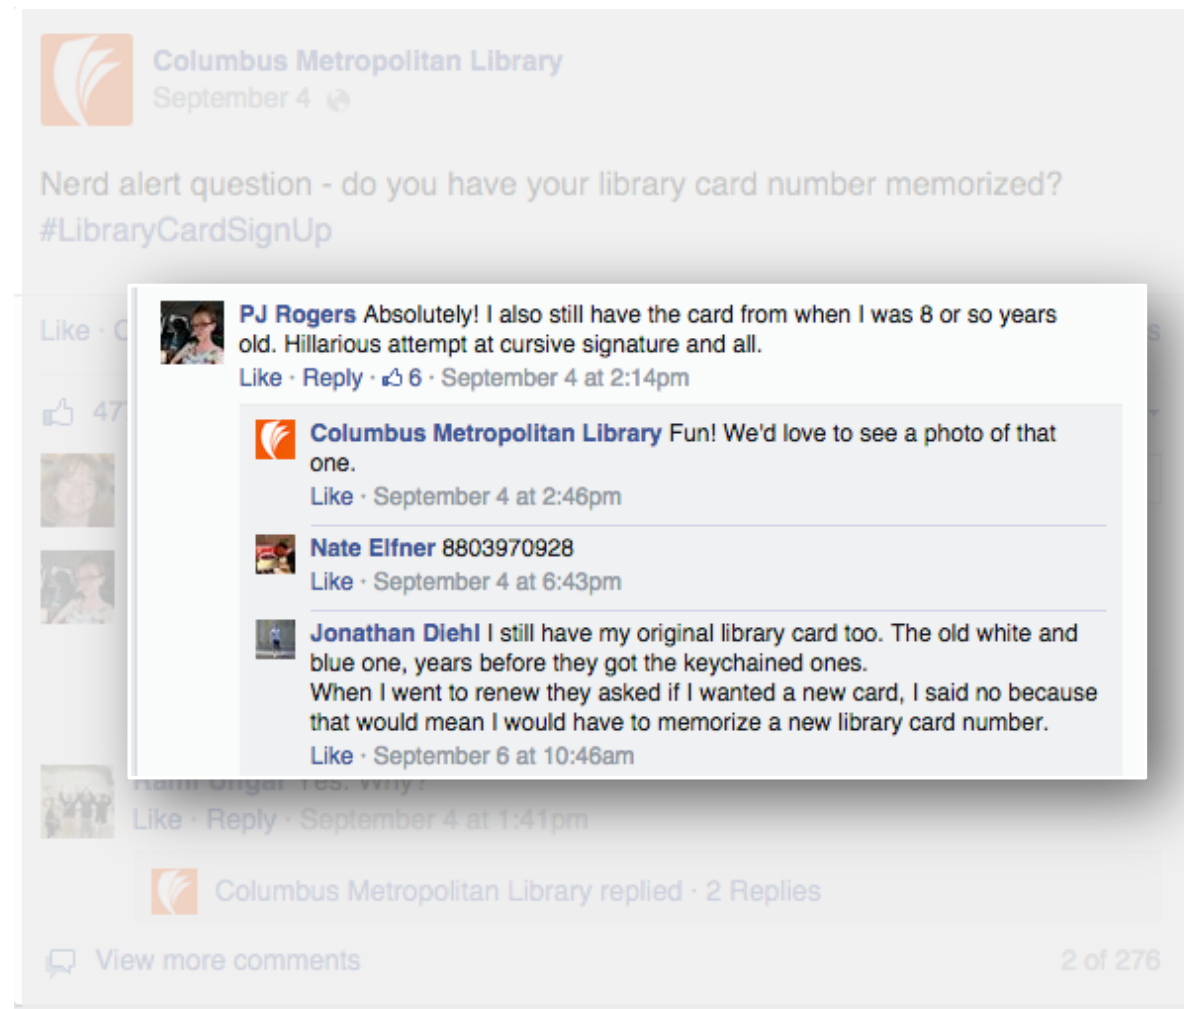 Columbus Metropolitan Library
September 4
Nerd alert question - do you have your library card number memorized?
#LibraryCardSignUp
Like ·
PJ Rogers Absolutely! I also still have the card from when I was 8 or so years
old. Hillarious attempt at cursive signature and all.
Like · Reply · 6 · September 4 at 2:14pm
47
Columbus Metropolitan Library Fun! We'd love to see a photo of that
one.
Like · September 4 at 2:46pm
Nate Elfner 8803970928
Like · September 4 at 6:43pm
Jonathan Diehl I still have my original library card too. The old white and
blue one, years before they got the keychained ones.
When I went to renew they asked if I wanted a new card, I said no because
that would mean I would have to memorize a new library card number.
Like · September 6 at 10:46am
Rami Ungar Yes. Why?
Like · Reply · September 4 at 1:41pm
Columbus Metropolitan Library replied · 2 Replies
View more comments 2 of 276